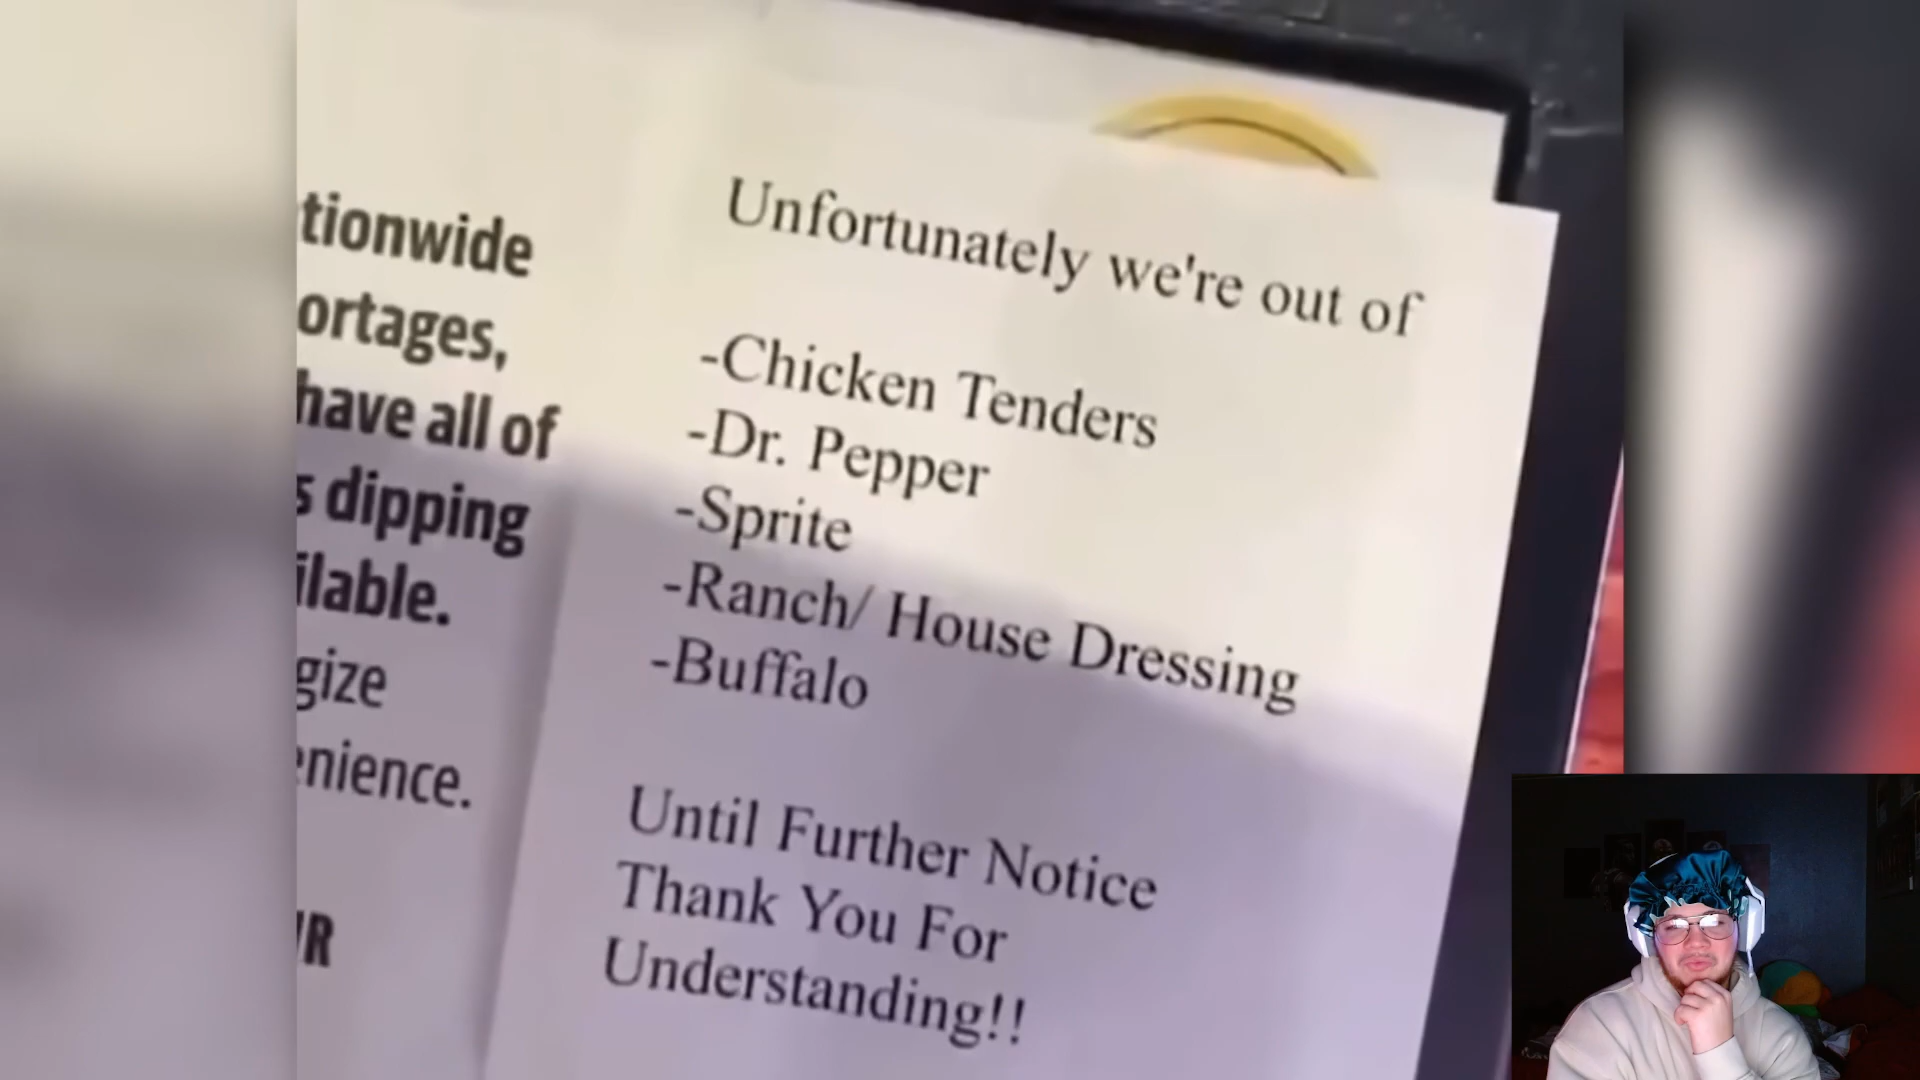 tionwide
ortages,
have all of
s dipping
ilable.
gize
enience.
R
Unfortunately we're out of
-Chicken Tenders
-Dr. Pepper
-Sprite
-Ranch/ House Dressing
-Buffalo
Until Further Notice
Thank You For
Understanding!!